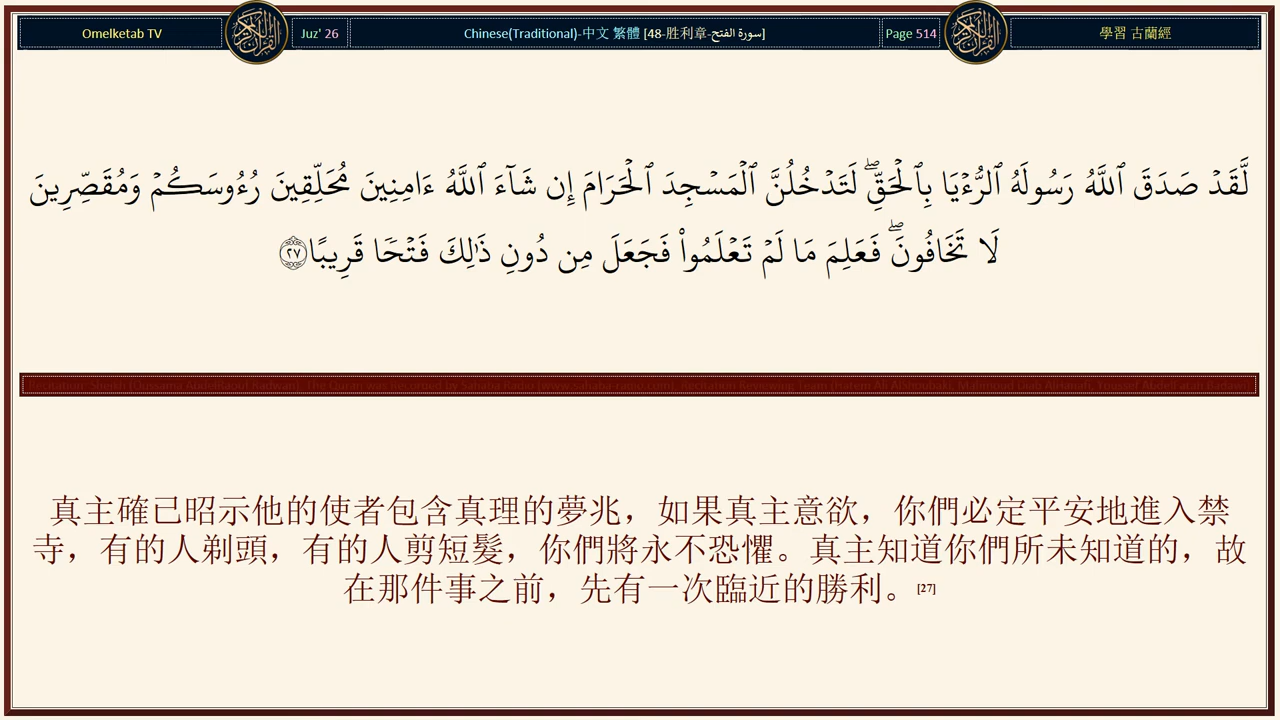 Omelketab TV
Juz' 26
Chinese(Traditional)-中文 繁體 [48-胜利章-سورة الفتح]
Page 514
學習 古蘭經
لَّقَدْ صَدَقَ ٱللَّهُ رَسُولَهُ ٱلرُّءْيَا بِٱلْحَقِّ ۖ لَتَدْخُلُنَّ ٱلْمَسْجِدَ ٱلْحَرَامَ إِن شَآءَ ٱللَّهُ ءَامِنِينَ مُحَلِّقِينَ رُءُوسَكُمْ وَمُقَصِّرِينَ
لَا تَخَافُونَ ۖ فَعَلِمَ مَا لَمْ تَعْلَمُوا۟ فَجَعَلَ مِن دُونِ ذَٰلِكَ فَتْحًا قَرِيبًا ٢٧
真主確已昭示他的使者包含真理的夢兆，如果真主意欲，你們必定平安地進入禁
寺，有的人剃頭，有的人剪短髮，你們將永不恐懼。真主知道你們所未知道的，故
在那件事之前，先有一次臨近的勝利。[27]